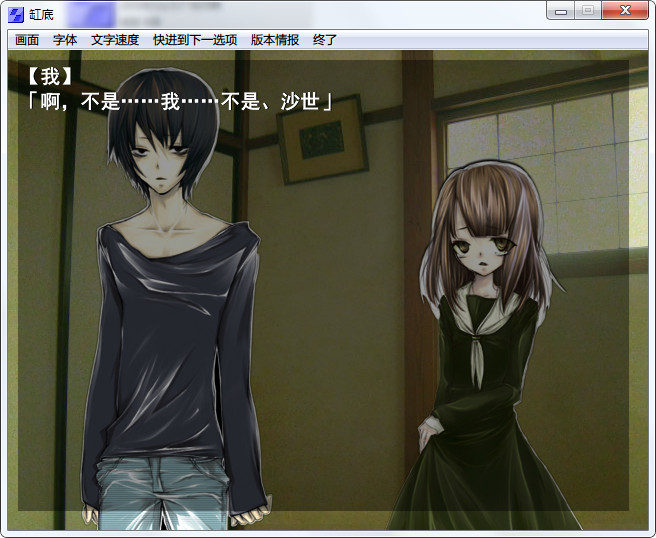 缸底
画面 字体 文字速度 快进到下一选项 版本情报 终了
【我】
「啊，不是……我……不是、沙世」